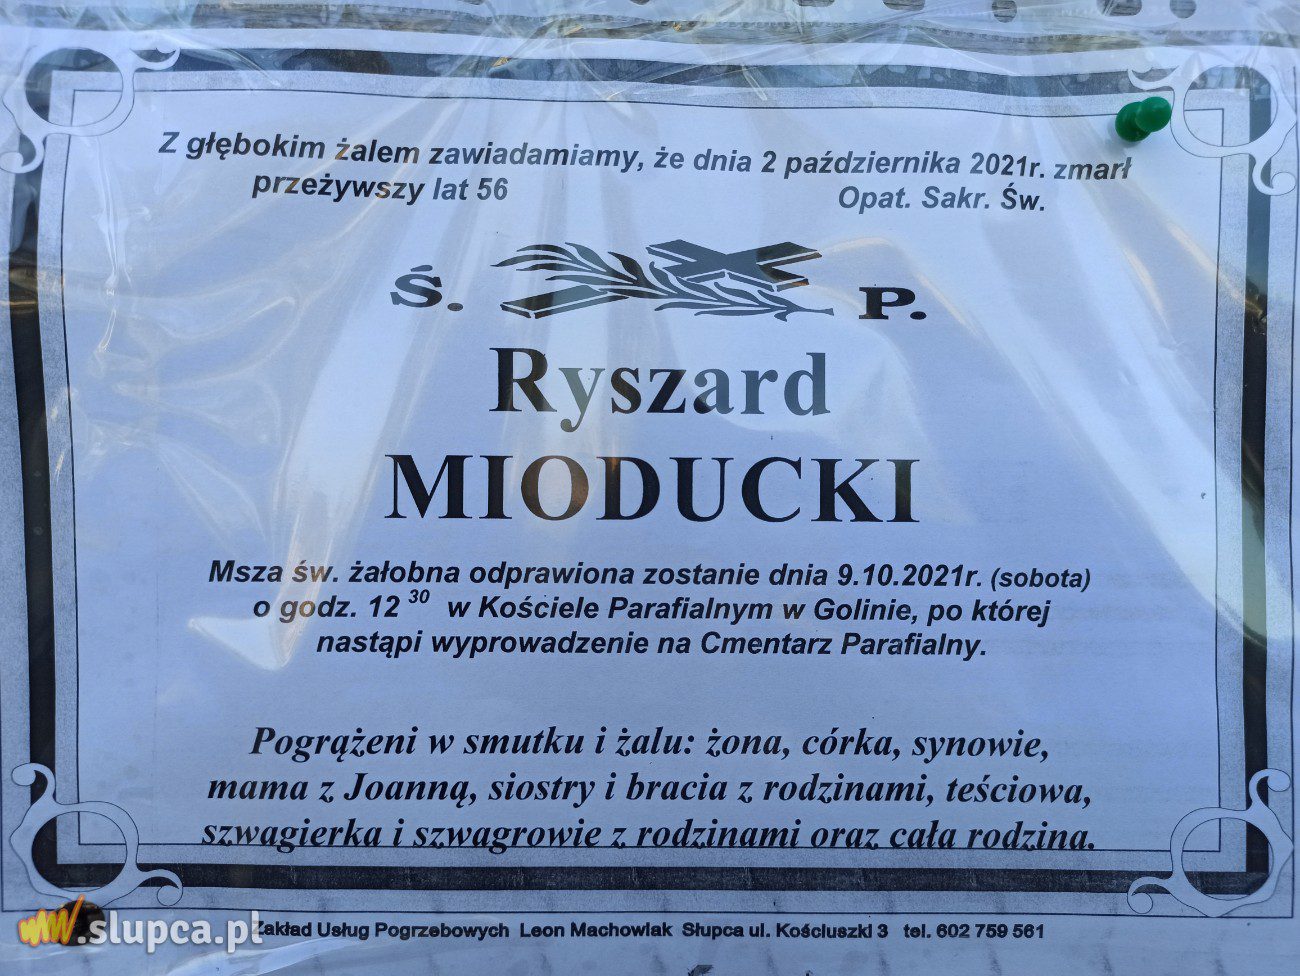 Z głębokim żalem zawiadamiamy, że dnia 2 października 2021r. zmarł
przeżywszy lat 56 Opat. Sakr. Św.
Ś. P.
Ryszard
MIODUCKI
Msza św. żałobna odprawiona zostanie dnia 9.10.2021r. (sobota)
o godz. 12 30 w Kościele Parafialnym w Golinie, po której
nastąpi wyprowadzenie na Cmentarz Parafialny.
Pogrążeni w smutku i żalu: żona, córka, synowie,
mama z Joanną, siostry i bracia z rodzinami, teściowa,
szwagierka i szwagrowie z rodzinami oraz cała rodzina.
Zakład Usług Pogrzebowych Leon Machowiak Słupca ul. Kościuszki 3 tel. 602 759 561
www.slupca.pl